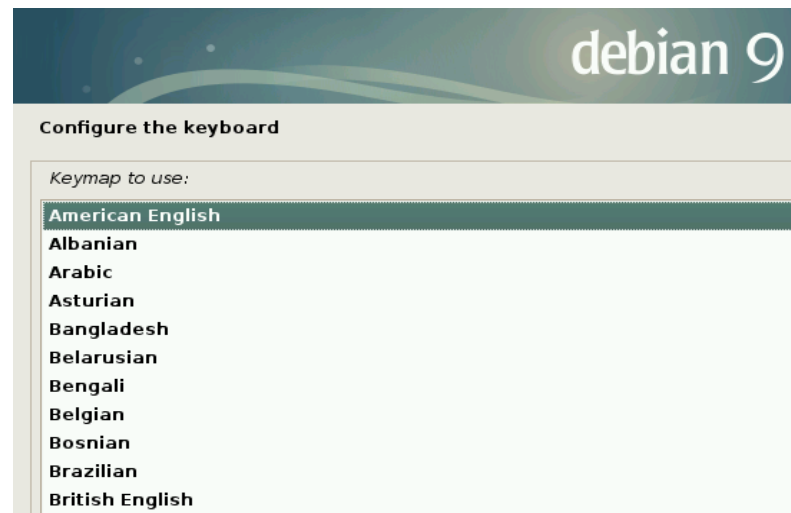 debian 9
Configure the keyboard
Keymap to use:
American English
Albanian
Arabic
Asturian
Bangladesh
Belarusian
Bengali
Belgian
Bosnian
Brazilian
British English